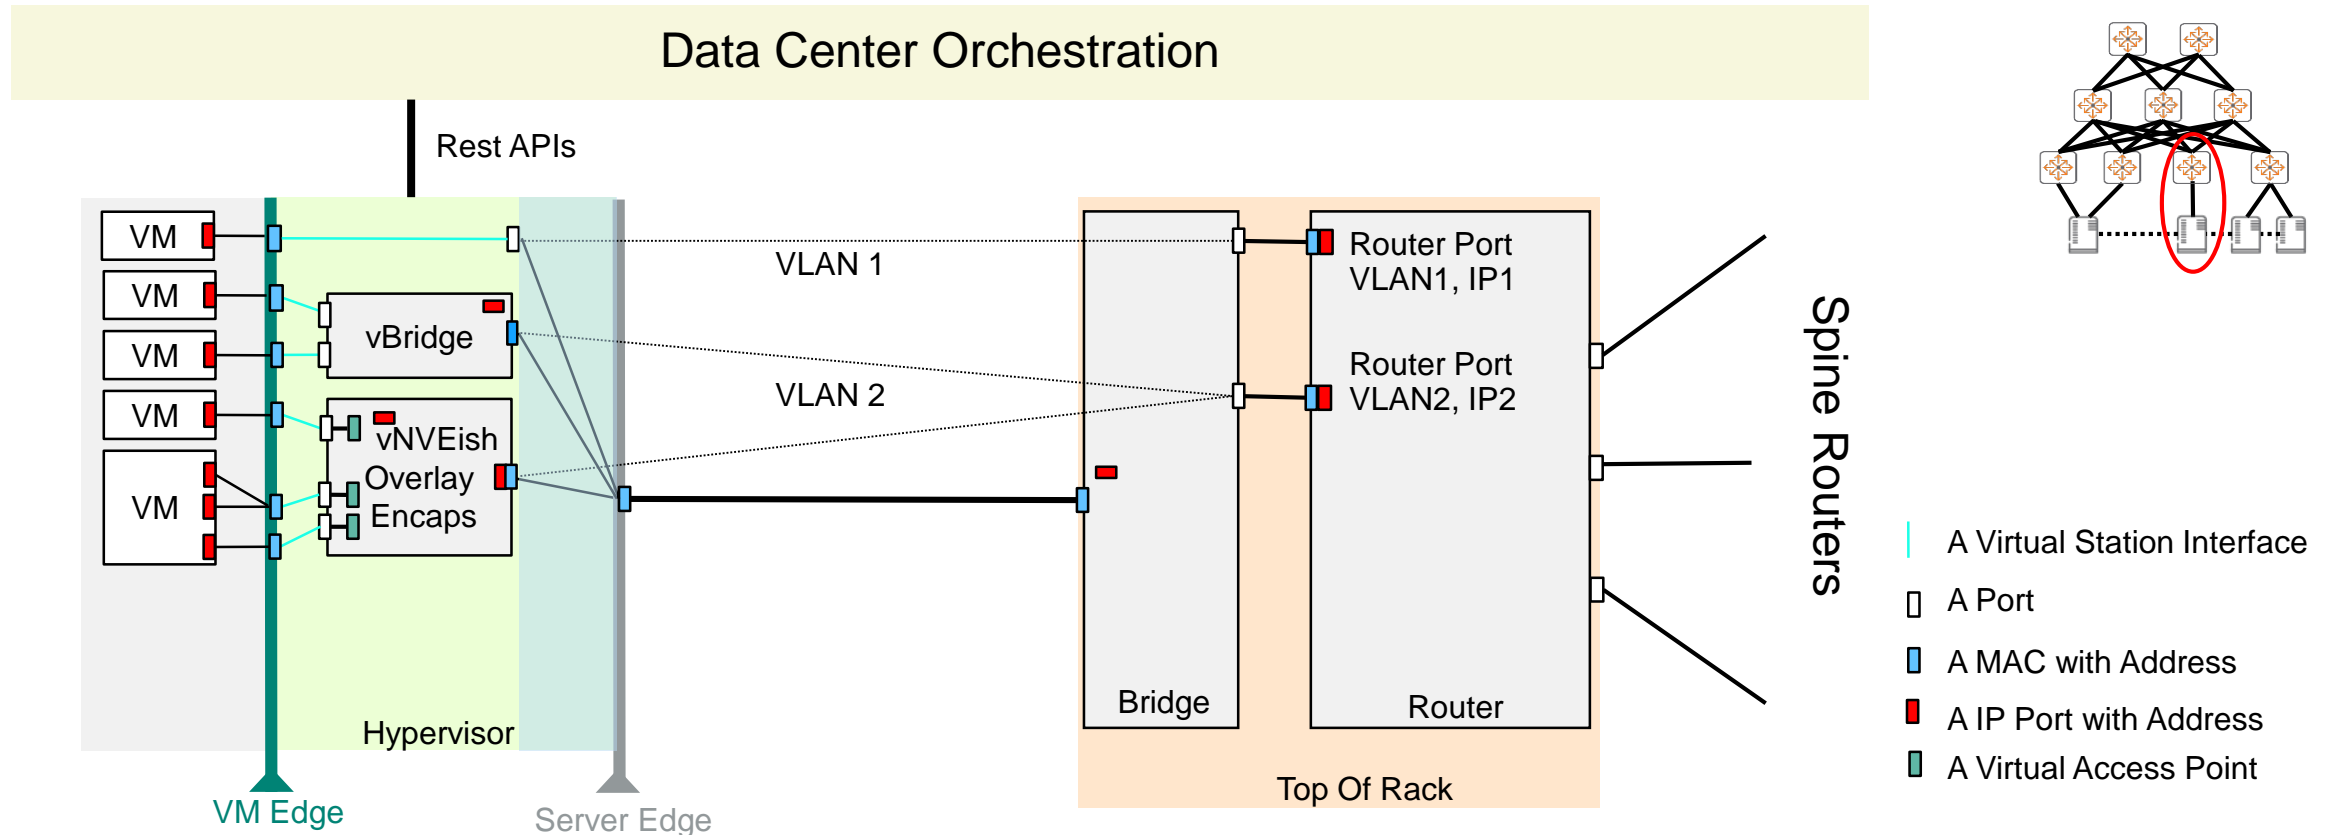 Data Center Orchestration
Rest APIs
VM
VM
VM
VM
VM
vBridge
vNVEish
Overlay
Encaps
Hypervisor
VM Edge
Server Edge
VLAN 1
VLAN 2
Router Port
VLAN1, IP1
Router Port
VLAN2, IP2
Bridge
Router
Top Of Rack
Spine Routers
A Virtual Station Interface
A Port
A MAC with Address
A IP Port with Address
A Virtual Access Point